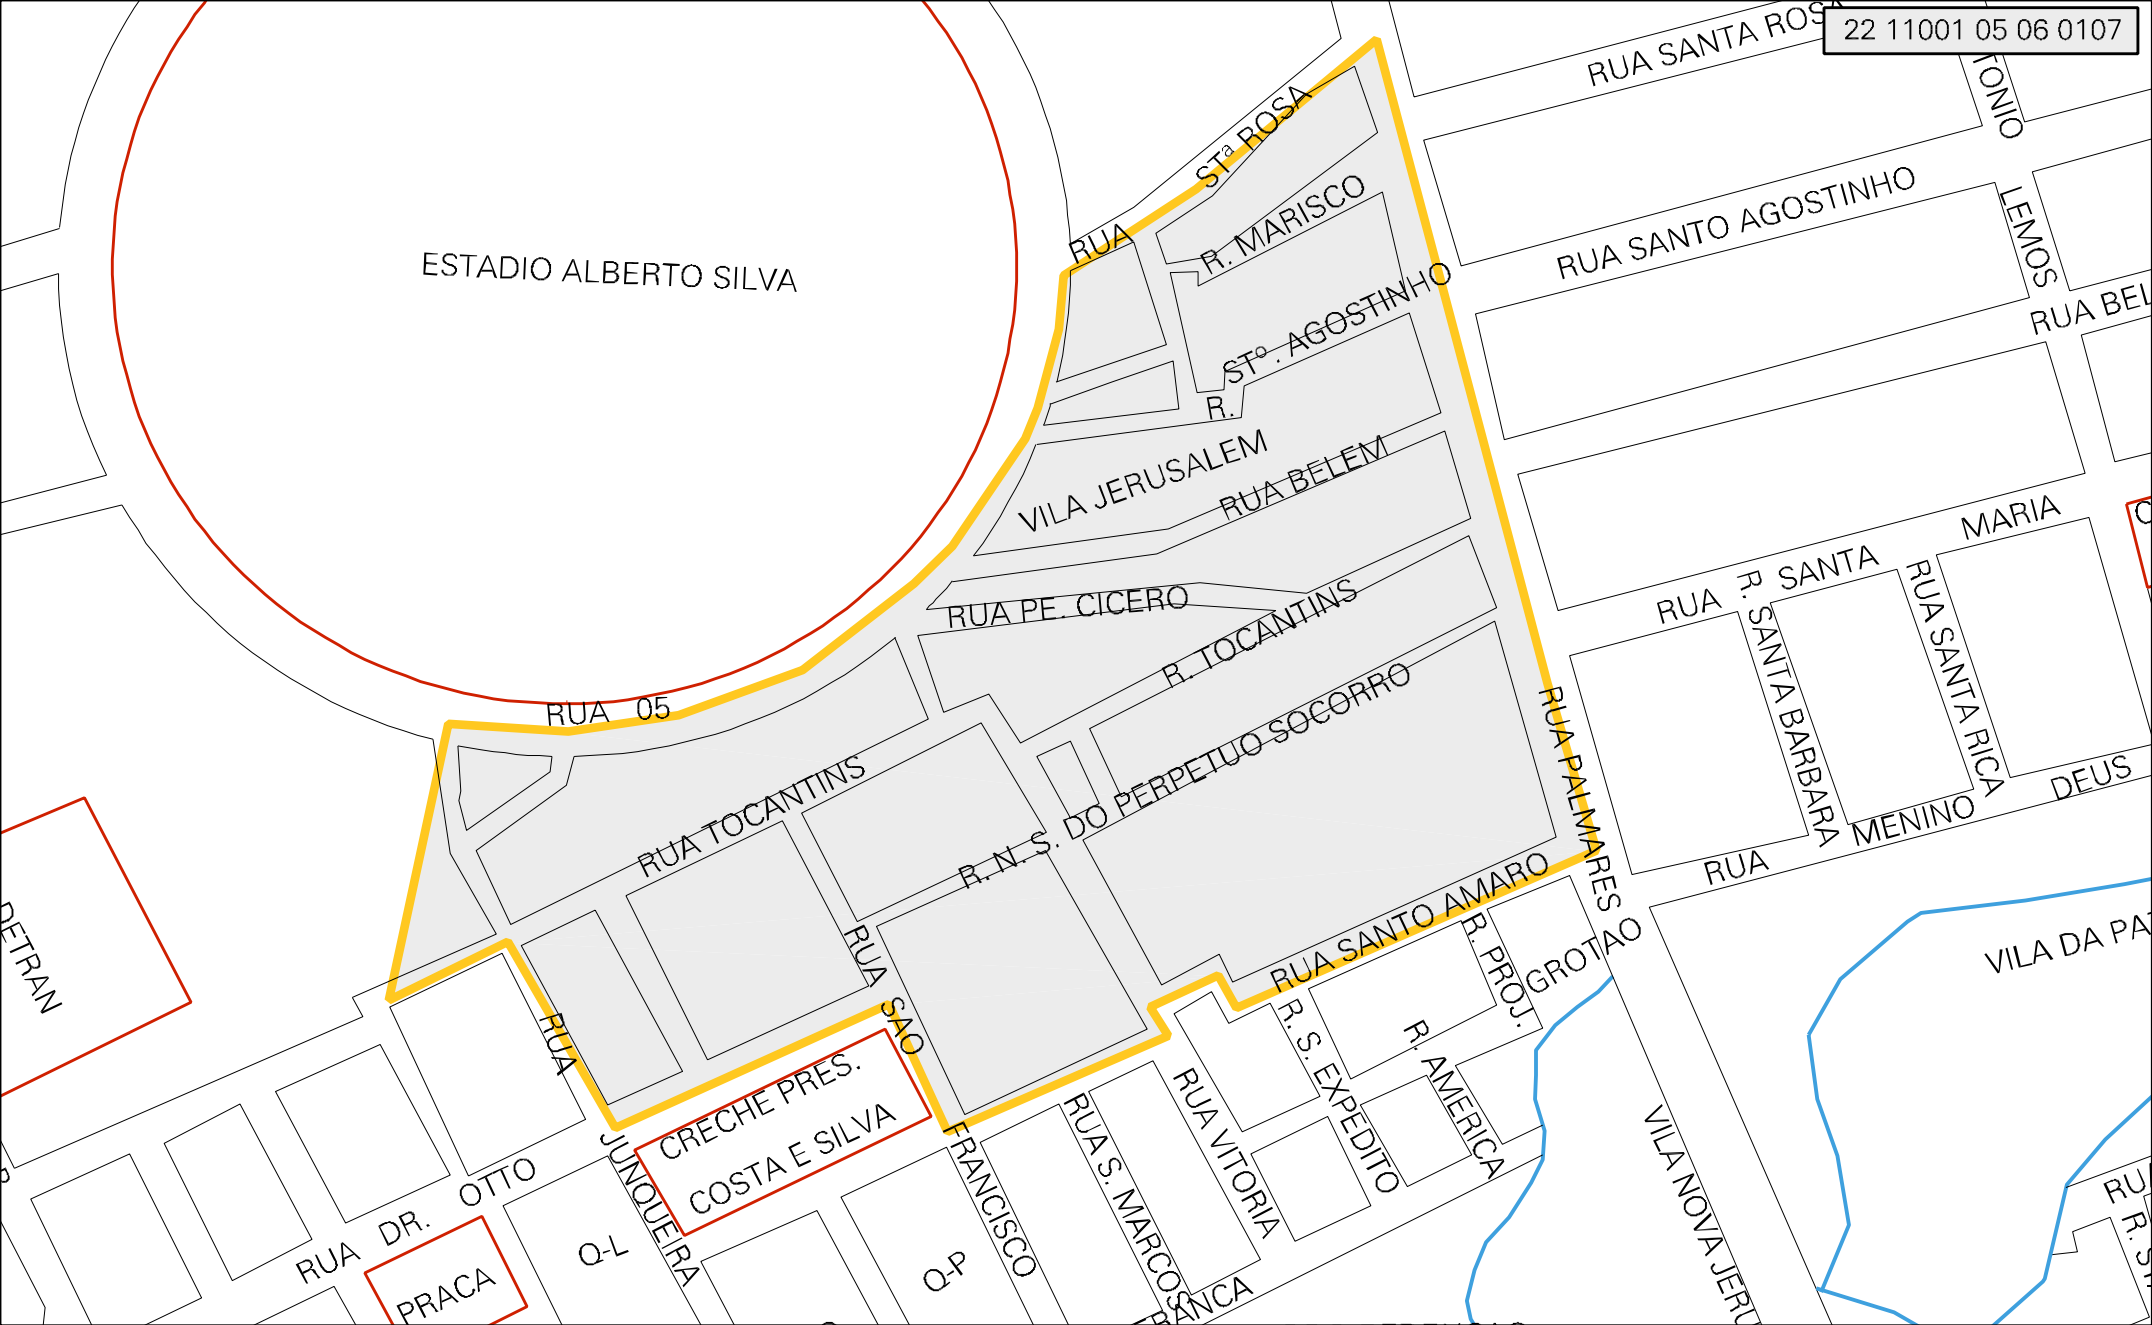 22 11001 05 06 0107
RUA SANTA ROSA
TONIO
LEMOS
STª ROSA
RUA
R. MARISCO
RUA SANTO AGOSTINHO
ESTADIO ALBERTO SILVA
STº. AGOSTINHO
R.
RUA BEL
VILA JERUSALEM
RUA BELEM
MARIA
SANTA
RUA
R. SANTA BARBARA
RUA SANTA RICA
RUA PE. CICERO
R. TOCANTINS
RUA 05
R. N. S. DO PERPETUO SOCORRO
RUA PALMARES
RUA TOCANTINS
DEUS
MENINO
RUA
DETRAN
RUA SANTO AMARO
R. PROJ.
GROTAO
VILA DA PA
RUA
SAO
FRANCISCO
RUA
JUNQUEIRA
CRECHE PRES.
COSTA E SILVA
R. S. EXPEDITO
R. AMERICA
RUA VITORIA
RUA S. MARCOS
VILA NOVA JERU
RUA DR. OTTO
PRACA
Q-L
Q-P
RANCA
RU
R. S